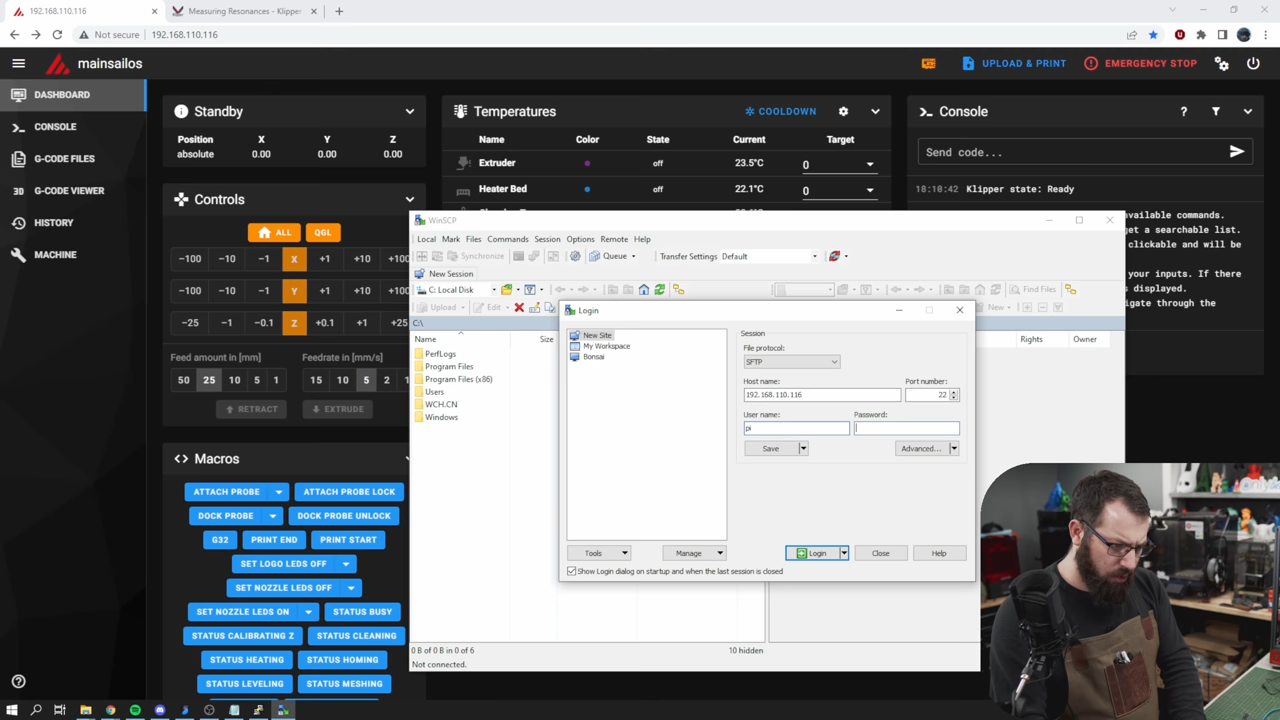 192.168.110.116
Measuring Resonances - Klippe
Not secure
192.168.110.116
mainsailos
UPLOAD & PRINT
EMERGENCY STOP
DASHBOARD
CONSOLE
G-CODE FILES
3D G-CODE VIEWER
HISTORY
MACHINE
Standby
Position X Y Z
absolute 0.00 0.00 0.00
Controls
ALL QGL
−100 −10 −1 X +1 +10 +100
−100 −10 −1 Y +1 +10 +100
−25 −1 −0.1 Z +0.1 +1 +25
Feed amount in [mm] Feedrate in [mm/s]
50 25 10 5 1 15 10 5 2 1
RETRACT EXTRUDE
Macros
ATTACH PROBE ATTACH PROBE LOCK
DOCK PROBE DOCK PROBE UNLOCK
G32 PRINT END PRINT START
SET LOGO LEDS OFF
SET NOZZLE LEDS OFF
SET NOZZLE LEDS ON STATUS BUSY
STATUS CALIBRATING Z STATUS CLEANING
STATUS HEATING STATUS HOMING
STATUS LEVELING STATUS MESHING
Temperatures
COOLDOWN
Name Color State Current Target
Extruder off 23.5°C 0
Heater Bed off 22.1°C 0
Console
Send code...
18:10:42 Klipper state: Ready
available commands.
get a searchable list.
clickable and will be
your inputs. If there
s displayed.
igate through the
WinSCP
Local Mark Files Commands Session Options Remote Help
Synchronize Queue Transfer Settings Default
New Session
C: Local Disk
Find Files
Upload Edit
New
C:\
Name Size
Rights Owner
PerfLogs
Program Files
Program Files (x86)
Users
WCH.CN
Windows
0 B of 0 B in 0 of 6
10 hidden
Not connected.
Login
New Site
My Workspace
Bonsai
Session
File protocol:
SFTP
Host name:
Port number:
192.168.110.116
22
User name:
Password:
pi
Save
Advanced...
Tools
Manage
Login
Close
Help
Show Login dialog on startup and when the last session is closed